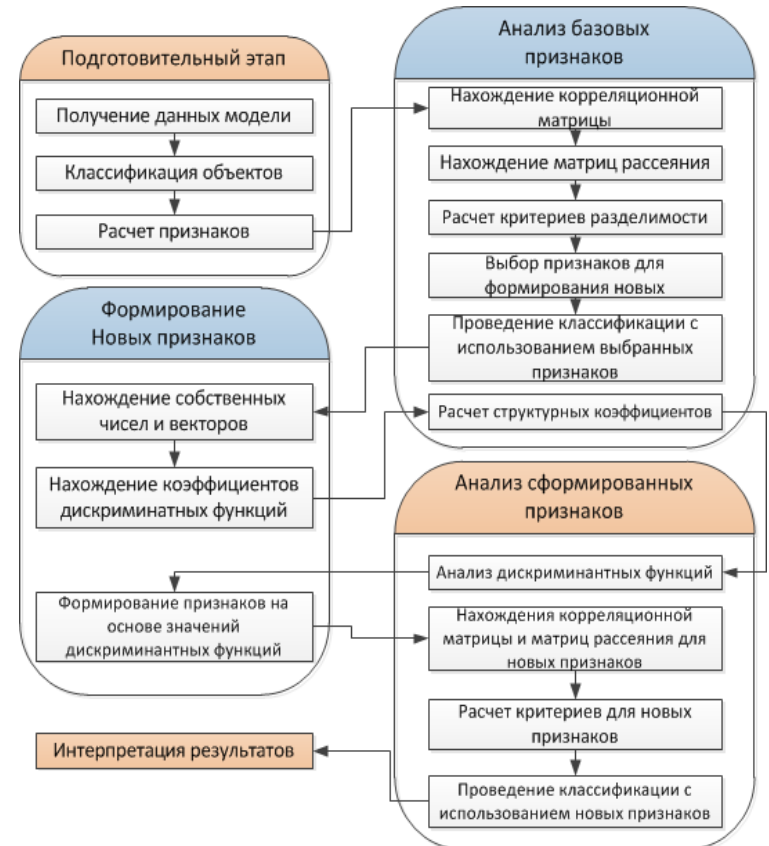 Подготовительный этап
Получение данных модели
Классификация объектов
Расчет признаков
Анализ базовых
признаков
Нахождение корреляционной
матрицы
Нахождение матриц рассеяния
Расчет критериев разделимости
Выбор признаков для
формирования новых
Проведение классификации с
использованием выбранных
признаков
Расчет структурных коэффициентов
Формирование
Новых признаков
Нахождение собственных
чисел и векторов
Нахождение коэффициентов
дискриминатных функций
Формирование признаков на
основе значений
дискриминантных функций
Анализ сформированных
признаков
Анализ дискриминантных функций
Нахождения корреляционной
матрицы и матриц рассеяния для
новых признаков
Расчет критериев для новых
признаков
Проведение классификации с
использованием новых признаков
Интерпретация результатов